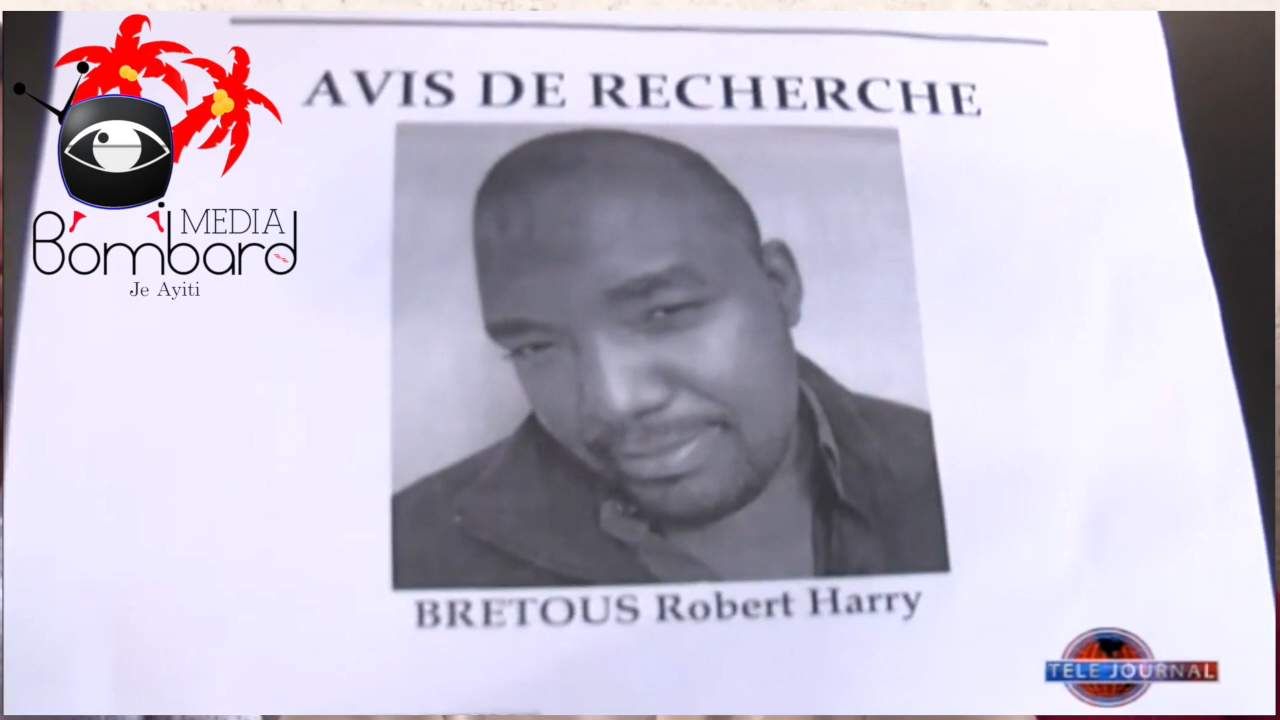 AVIS DE RECHERCHE
MEDIA
Bombard
Je Ayiti
BRETOUS Robert Harry
TELE JOURNAL